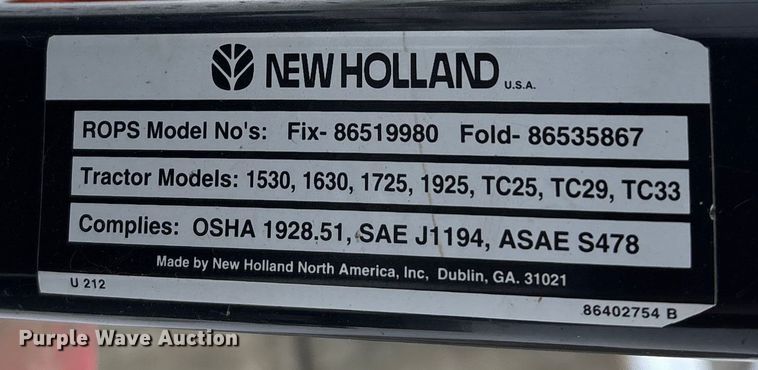 NEW HOLLAND U.S.A.
ROPS Model No's: Fix- 86519980 Fold- 86535867
Tractor Models: 1530, 1630, 1725, 1925, TC25, TC29, TC33
Complies: OSHA 1928.51, SAE J1194, ASAE S478
Made by New Holland North America, Inc, Dublin, GA. 31021
U 212 86402754 B
Purple Wave Auction